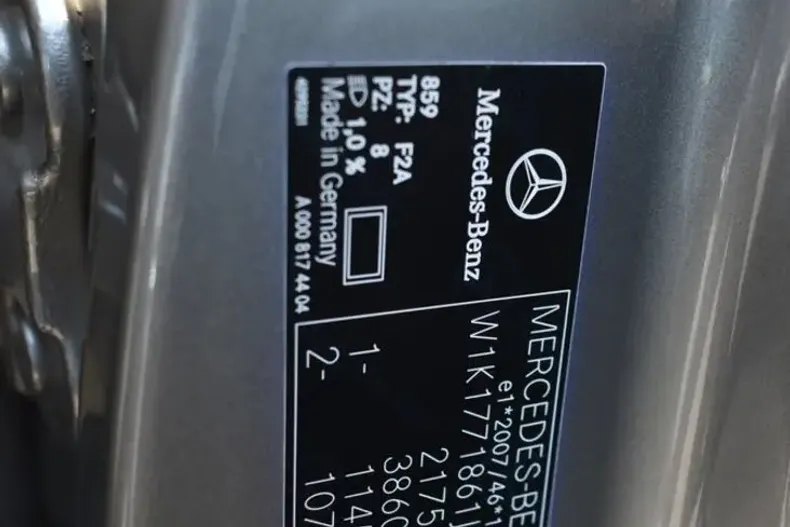 Mercedes-Benz
859
TYP: F2A
PZ: 8
1,0 %
Made in Germany
A 000 817 44 04
MERCEDES-BE
e1*2007/46*1
W1K1771861J
2175
3860
1- 114
2- 107